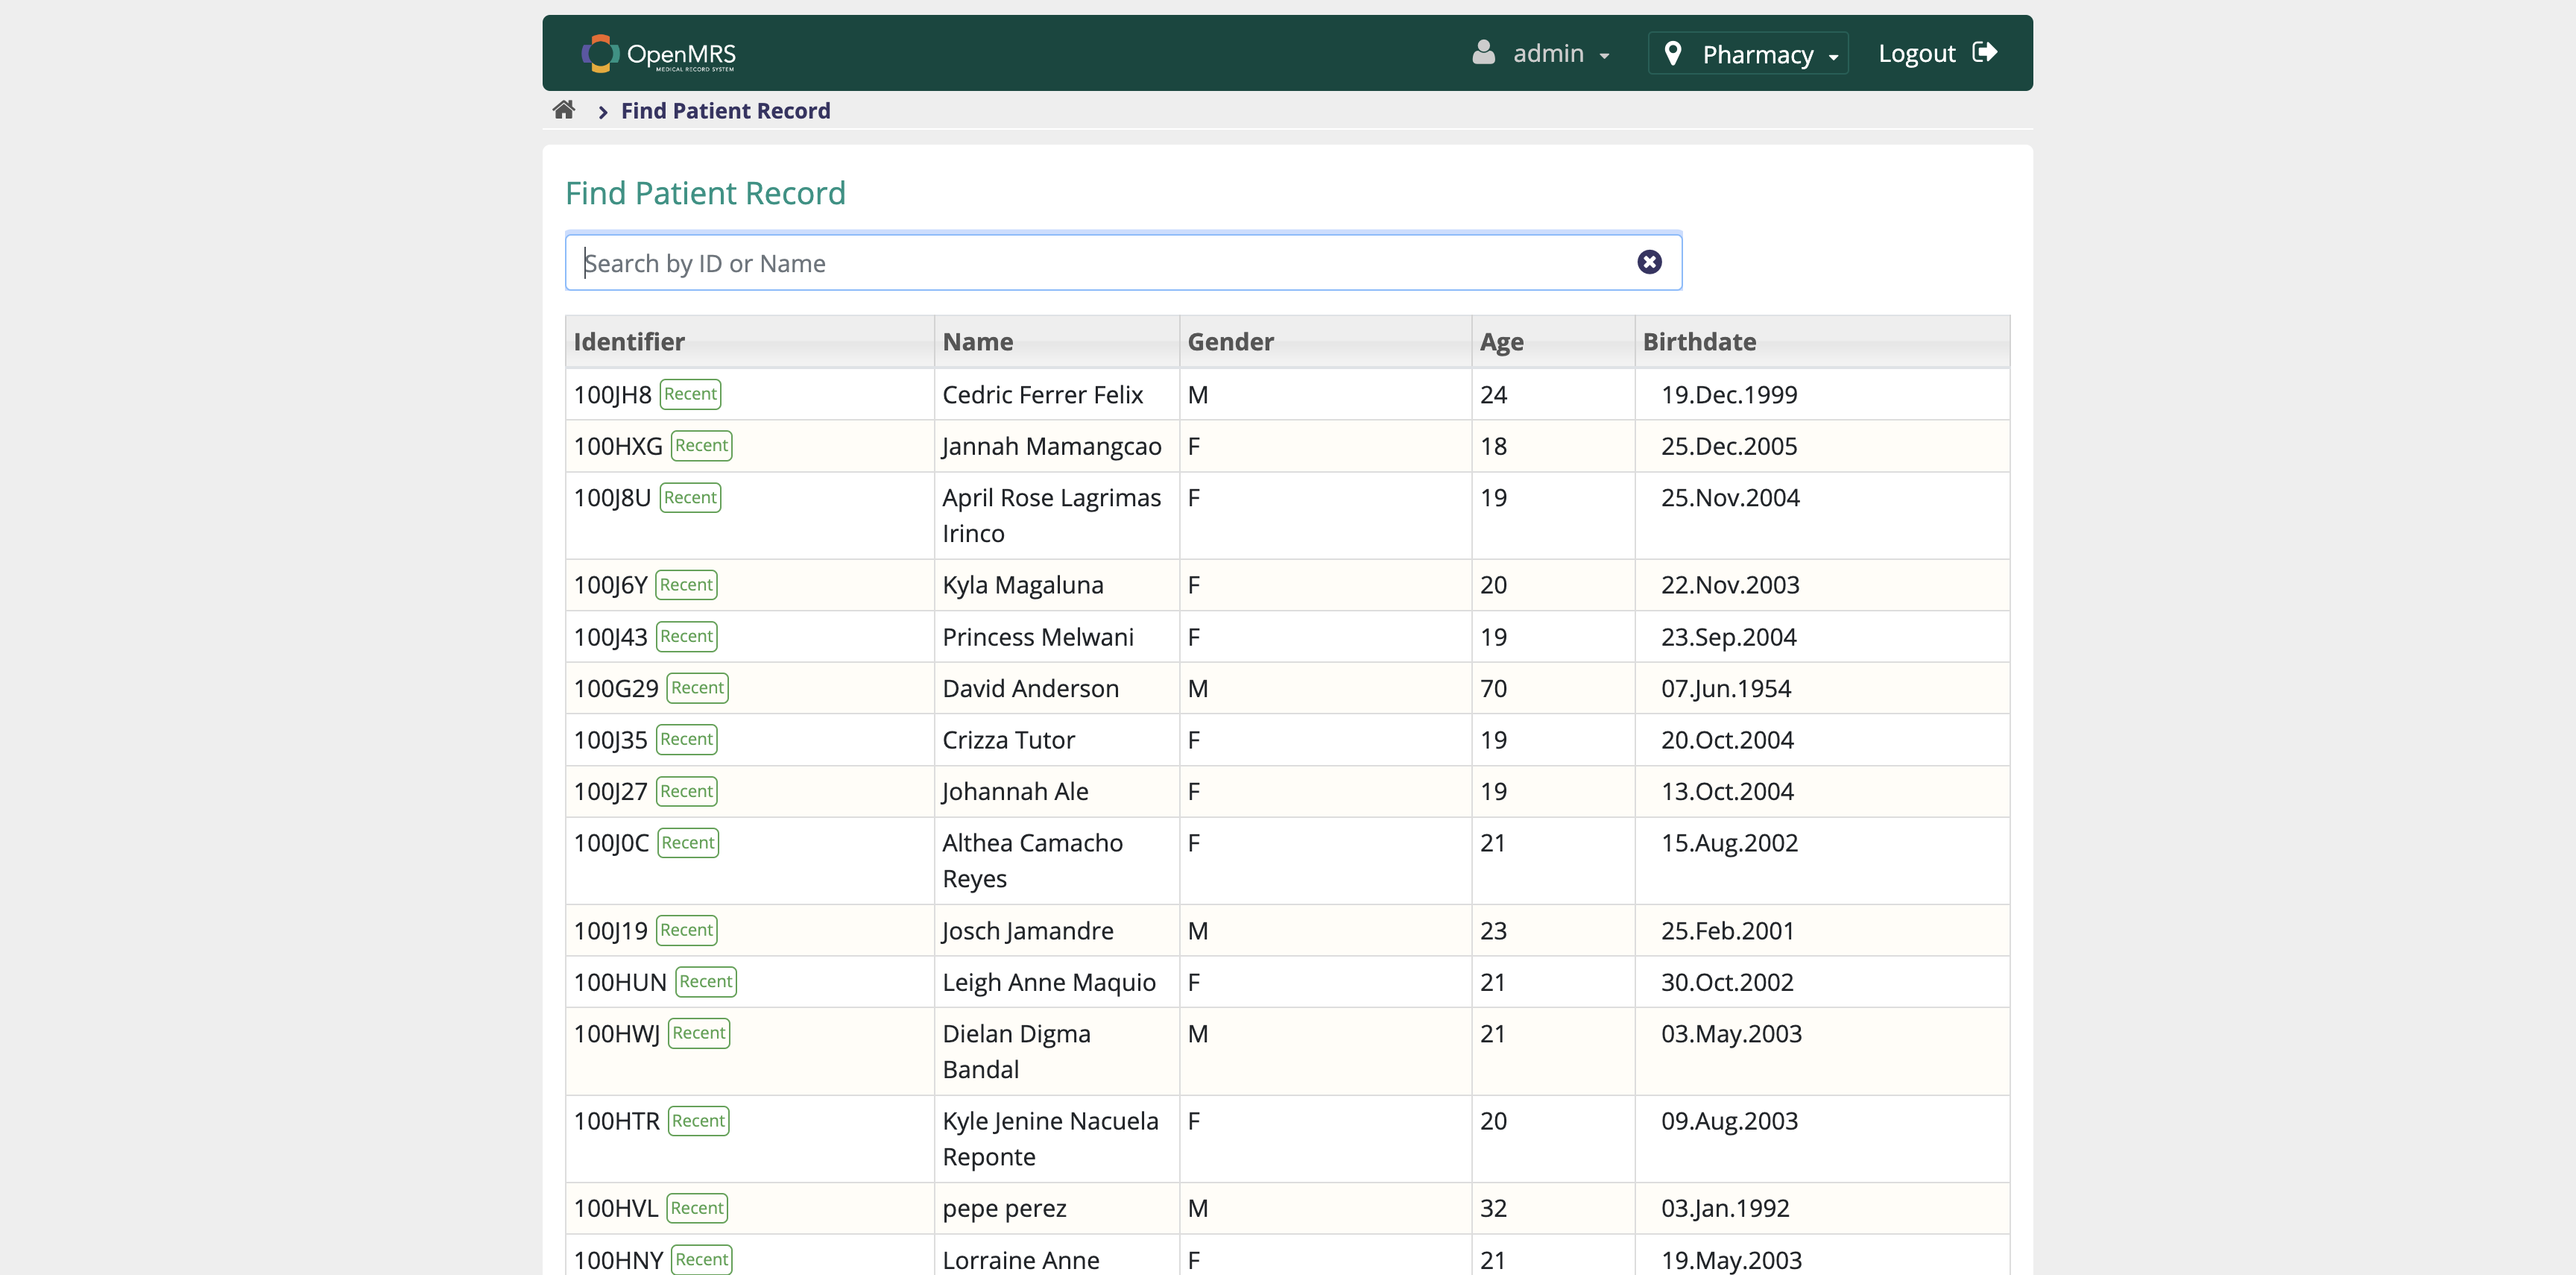 OpenMRS
MEDICAL RECORD SYSTEM
admin
Pharmacy
Logout
Find Patient Record
Find Patient Record
Search by ID or Name
Identifier Name Gender Age Birthdate
100JH8 Recent Cedric Ferrer Felix M 24 19.Dec.1999
100HXG Recent Jannah Mamangcao F 18 25.Dec.2005
100J8U Recent April Rose Lagrimas F 19 25.Nov.2004
Irinco
100J6Y Recent Kyla Magaluna F 20 22.Nov.2003
100J43 Recent Princess Melwani F 19 23.Sep.2004
100G29 Recent David Anderson M 70 07.Jun.1954
100J35 Recent Crizza Tutor F 19 20.Oct.2004
100J27 Recent Johannah Ale F 19 13.Oct.2004
100J0C Recent Althea Camacho F 21 15.Aug.2002
Reyes
100J19 Recent Josch Jamandre M 23 25.Feb.2001
100HUN Recent Leigh Anne Maquio F 21 30.Oct.2002
100HWJ Recent Dielan Digma M 21 03.May.2003
Bandal
100HTR Recent Kyle Jenine Nacuela F 20 09.Aug.2003
Reponte
100HVL Recent pepe perez M 32 03.Jan.1992
100HNY Recent Lorraine Anne F 21 19.May.2003